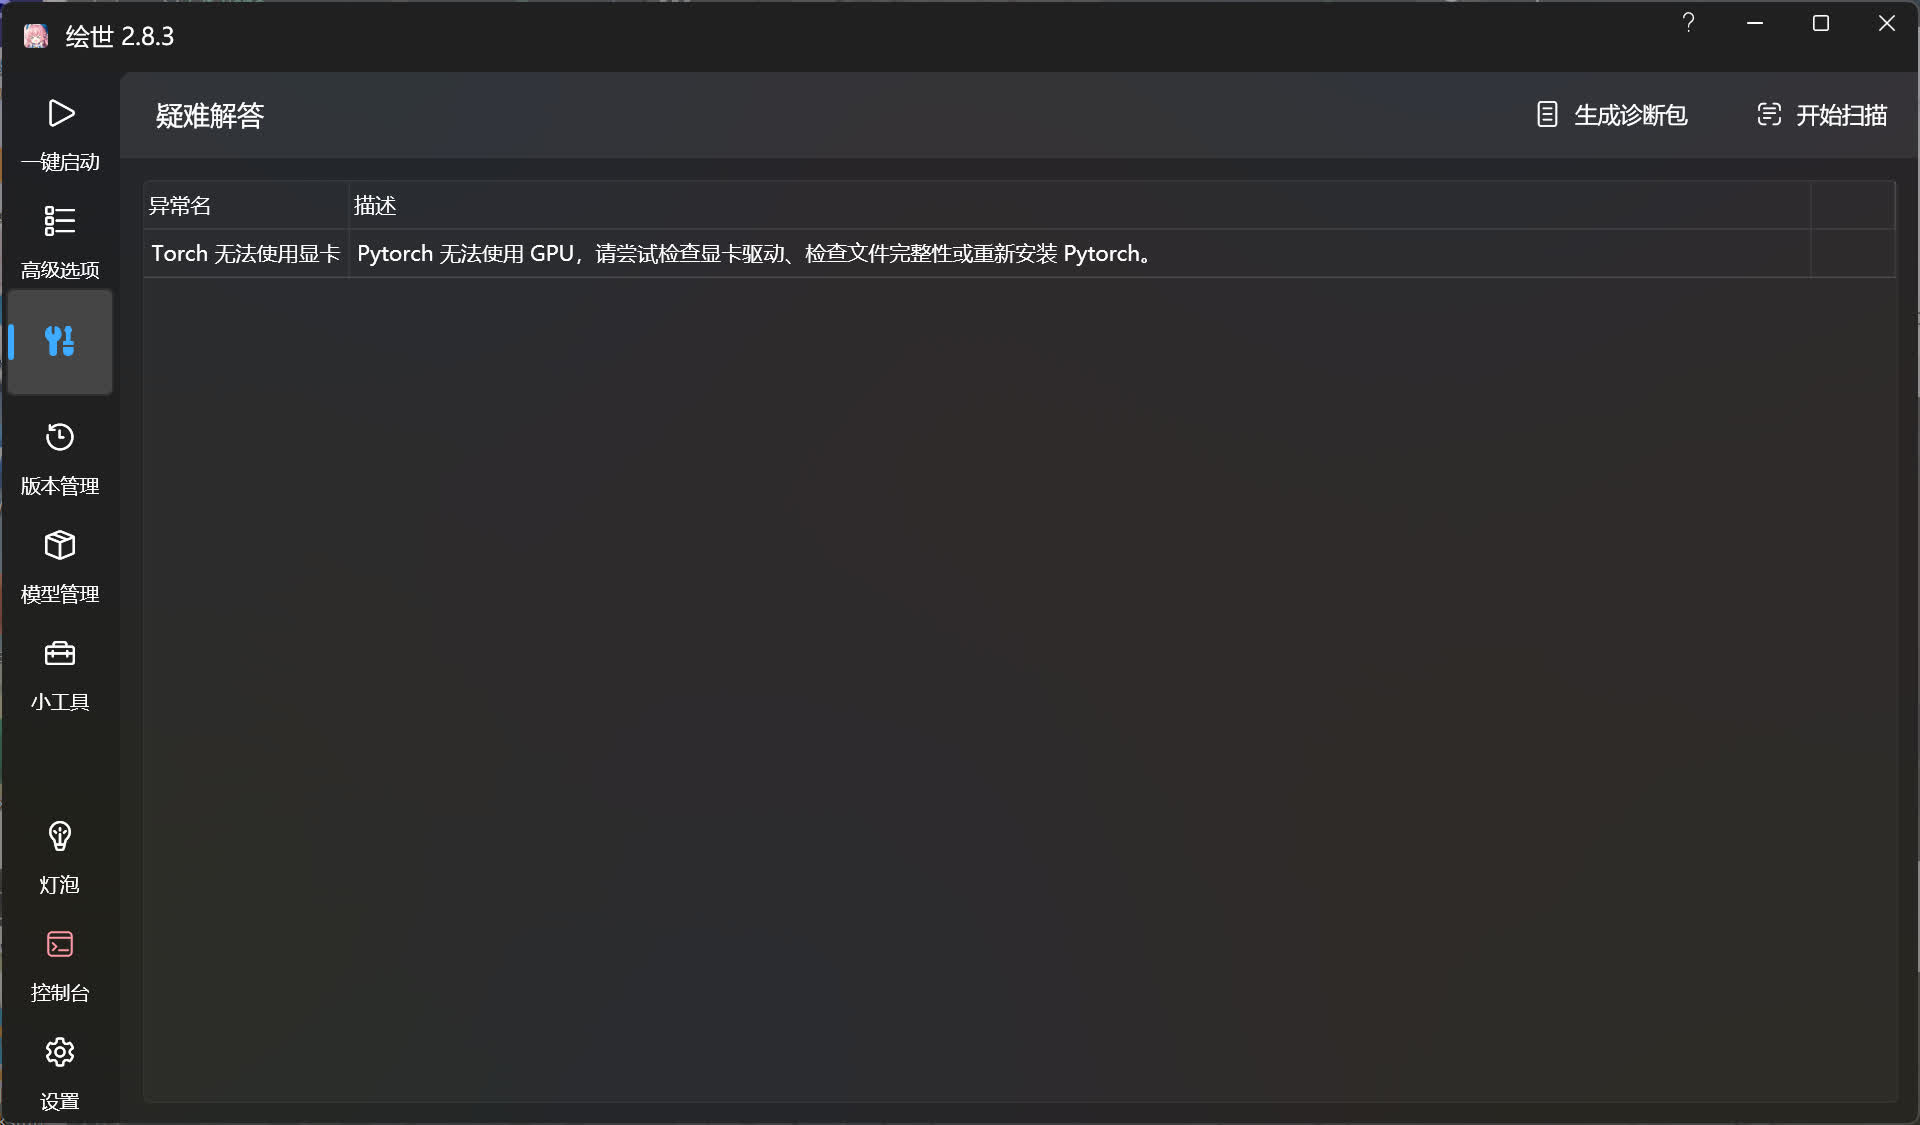 绘世 2.8.3
疑难解答
生成诊断包
开始扫描
一键启动
高级选项
版本管理
模型管理
小工具
灯泡
控制台
设置
异常名
描述
Torch 无法使用显卡
Pytorch 无法使用 GPU，请尝试检查显卡驱动、检查文件完整性或重新安装 Pytorch。